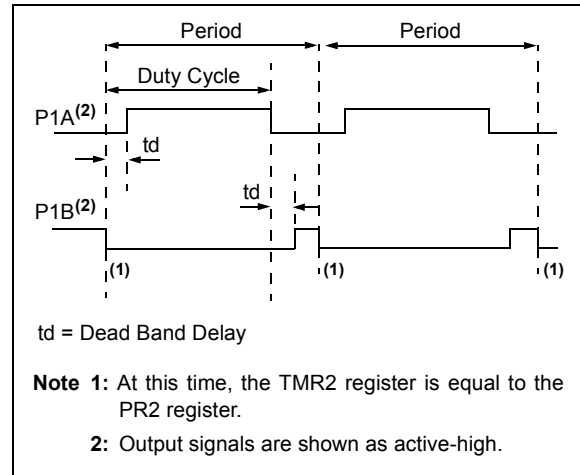 Period Period
Duty Cycle
P1A(2)
td
td
P1B(2)
(1) (1) (1)
td = Dead Band Delay
Note 1: At this time, the TMR2 register is equal to the
PR2 register.
2: Output signals are shown as active-high.